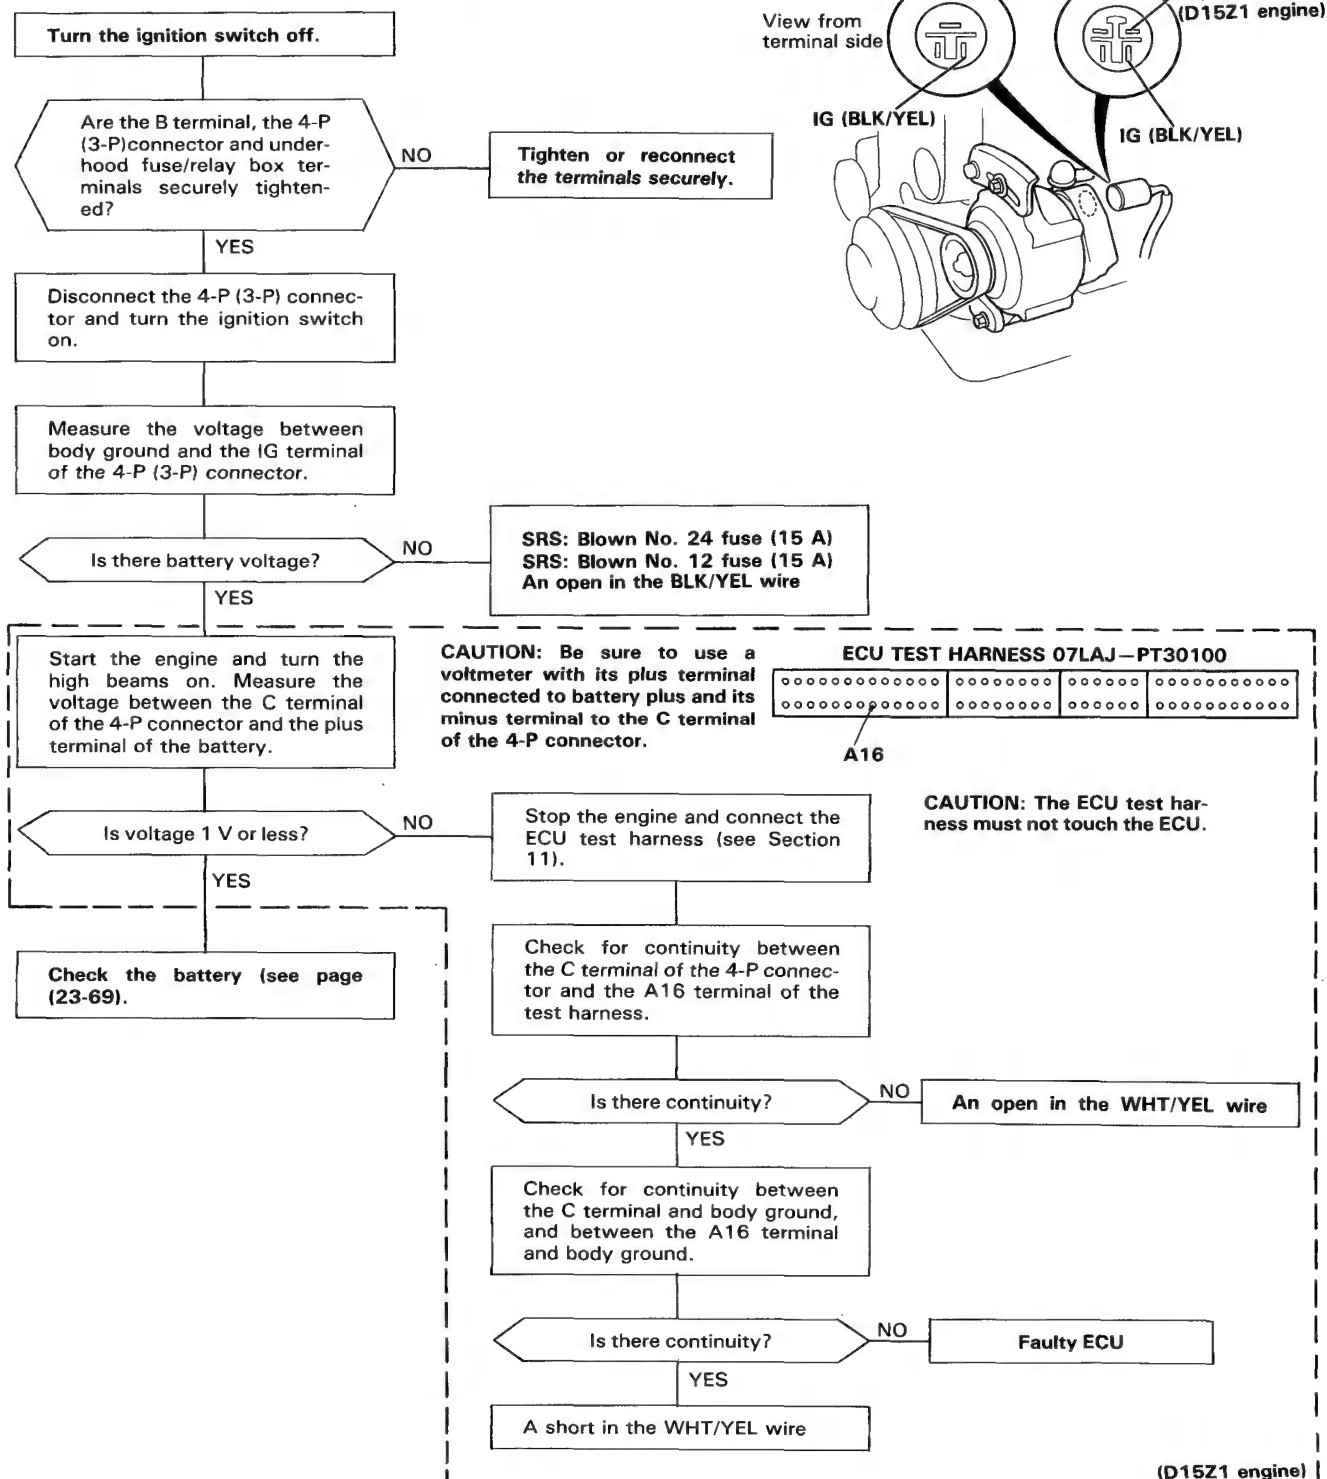 Turn the ignition switch off.
View from
terminal side
(D15Z1 engine)
IG (BLK/YEL)
IG (BLK/YEL)
Are the B terminal, the 4-P
(3-P)connector and under-
hood fuse/relay box ter-
minals securely tighten-
ed?
NO
Tighten or reconnect
the terminals securely.
YES
Disconnect the 4-P (3-P) connec-
tor and turn the ignition switch
on.
Measure the voltage between
body ground and the IG terminal
of the 4-P (3-P) connector.
Is there battery voltage?
NO
SRS: Blown No. 24 fuse (15 A)
SRS: Blown No. 12 fuse (15 A)
An open in the BLK/YEL wire
YES
Start the engine and turn the
high beams on. Measure the
voltage between the C terminal
of the 4-P connector and the plus
terminal of the battery.
CAUTION: Be sure to use a
voltmeter with its plus terminal
connected to battery plus and its
minus terminal to the C terminal
of the 4-P connector.
ECU TEST HARNESS 07LAJ—PT30100
A16
CAUTION: The ECU test har-
ness must not touch the ECU.
Is voltage 1 V or less?
NO
Stop the engine and connect the
ECU test harness (see Section
11).
YES
Check the battery (see page
(23-69).
Check for continuity between
the C terminal of the 4-P connec-
tor and the A16 terminal of the
test harness.
Is there continuity?
NO
An open in the WHT/YEL wire
YES
Check for continuity between
the C terminal and body ground,
and between the A16 terminal
and body ground.
Is there continuity?
NO
Faulty ECU
YES
A short in the WHT/YEL wire
(D15Z1 engine)